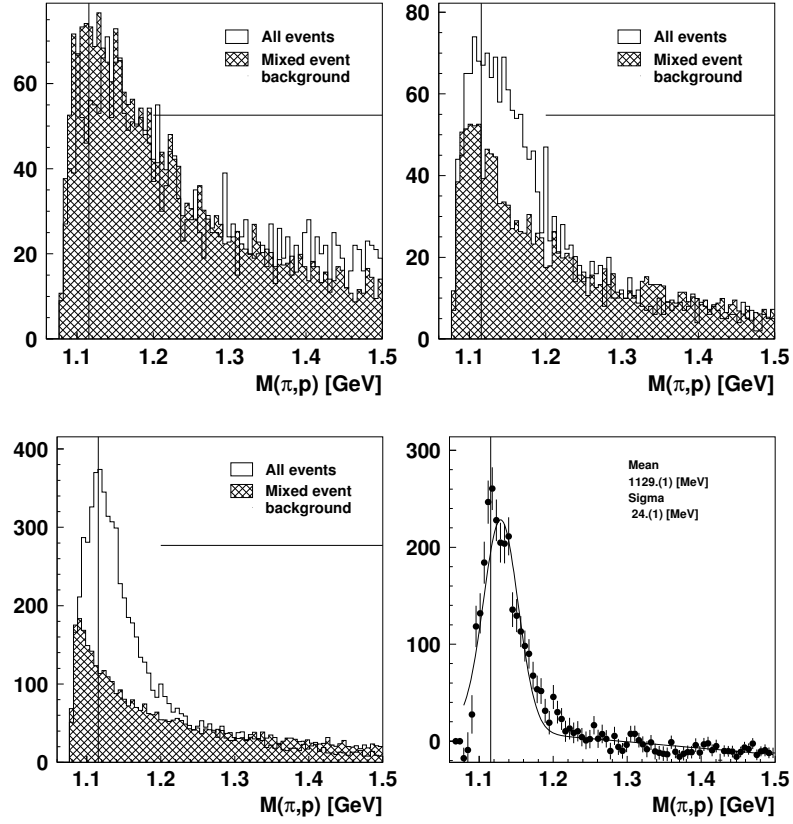 All events
Mixed event
background
60
40
20
0
1.1 1.2 1.3 1.4 1.5
M(π,p) [GeV]
80
All events
Mixed event
background
60
40
20
0
1.1 1.2 1.3 1.4 1.5
M(π,p) [GeV]
400
All events
Mixed event
background
300
200
100
0
1.1 1.2 1.3 1.4 1.5
M(π,p) [GeV]
300
Mean
1129.(1) [MeV]
Sigma
24.(1) [MeV]
200
100
0
1.1 1.2 1.3 1.4 1.5
M(π,p) [GeV]